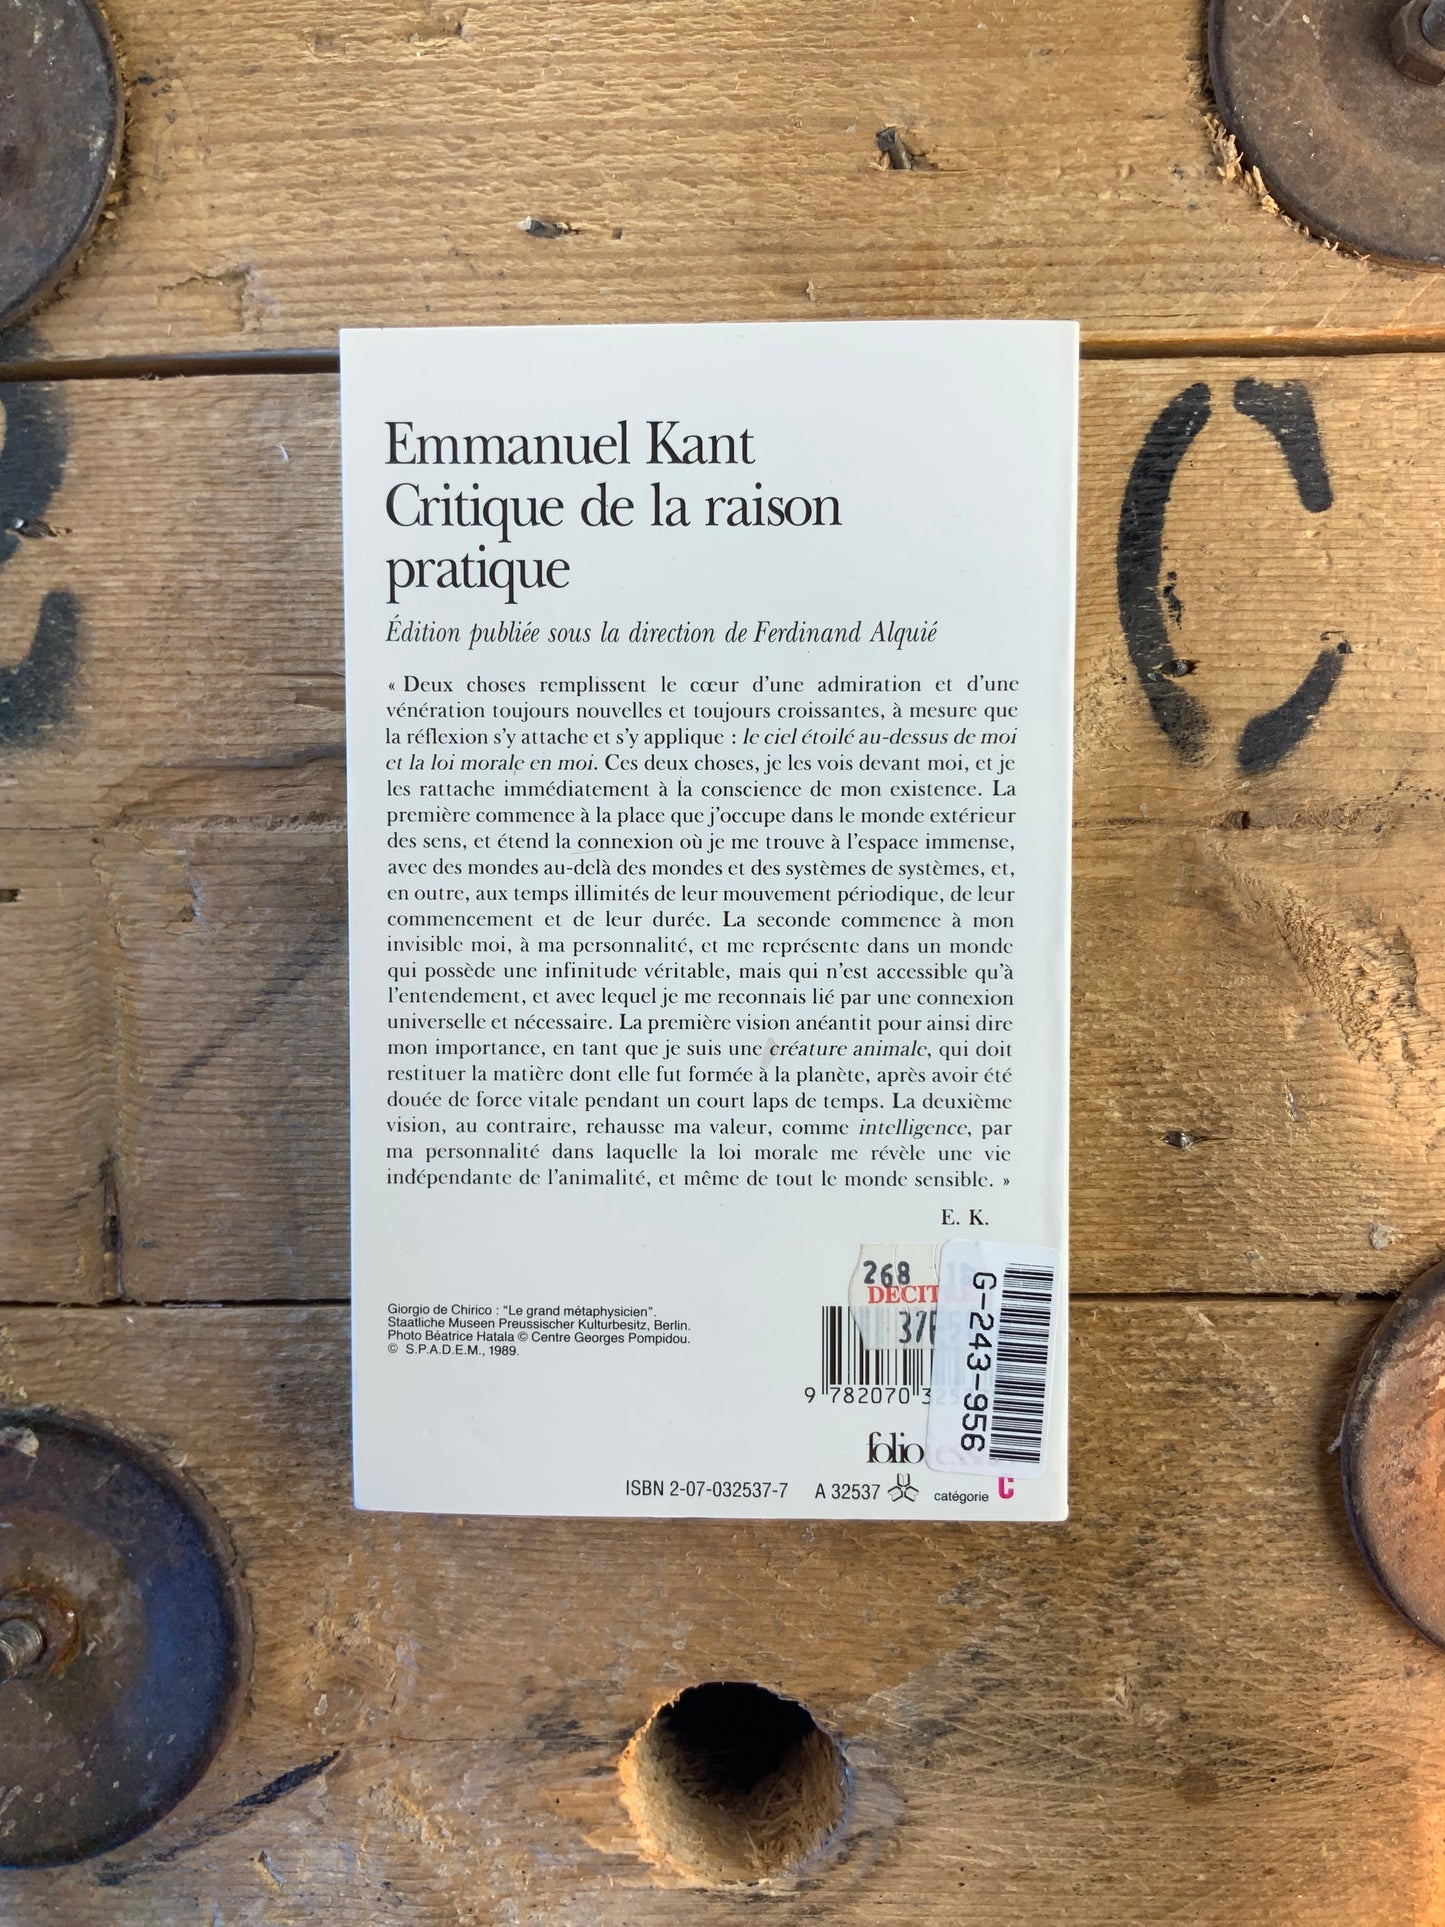 Emmanuel Kant
Critique de la raison
pratique
Édition publiée sous la direction de Ferdinand Alquié
« Deux choses remplissent le cœur d'une admiration et d'une
vénération toujours nouvelles et toujours croissantes, à mesure que
la réflexion s'y attache et s'y applique : le ciel étoilé au-dessus de moi
et la loi morale en moi. Ces deux choses, je les vois devant moi, et je
les rattache immédiatement à la conscience de mon existence. La
première commence à la place que j'occupe dans le monde extérieur
des sens, et étend la connexion où je me trouve à l'espace immense,
avec des mondes au-delà des mondes et des systèmes de systèmes, et,
en outre, aux temps illimités de leur mouvement périodique, de leur
commencement et de leur durée. La seconde commence à mon
invisible moi, à ma personnalité, et me représente dans un monde
qui possède une infinitude véritable, mais qui n'est accessible qu'à
l'entendement, et avec lequel je me reconnais lié par une connexion
universelle et nécessaire. La première vision anéantit pour ainsi dire
mon importance, en tant que je suis une créature animale, qui doit
restituer la matière dont elle fut formée à la planète, après avoir été
douée de force vitale pendant un court laps de temps. La deuxième
vision, au contraire, rehausse ma valeur, comme intelligence, par
ma personnalité dans laquelle la loi morale me révèle une vie
indépendante de l'animalité, et même de tout le monde sensible. »
E. K.
Giorgio de Chirico : "Le grand métaphysicien".
Staatliche Museen Preussischer Kulturbesitz, Berlin.
Photo Béatrice Hatala © Centre Georges Pompidou.
© S.P.A.D.E.M., 1989.
268
DECITRE
G-243-956
9 782070
folio
ISBN 2-07-032537-7 A 32537 catégorie C
C